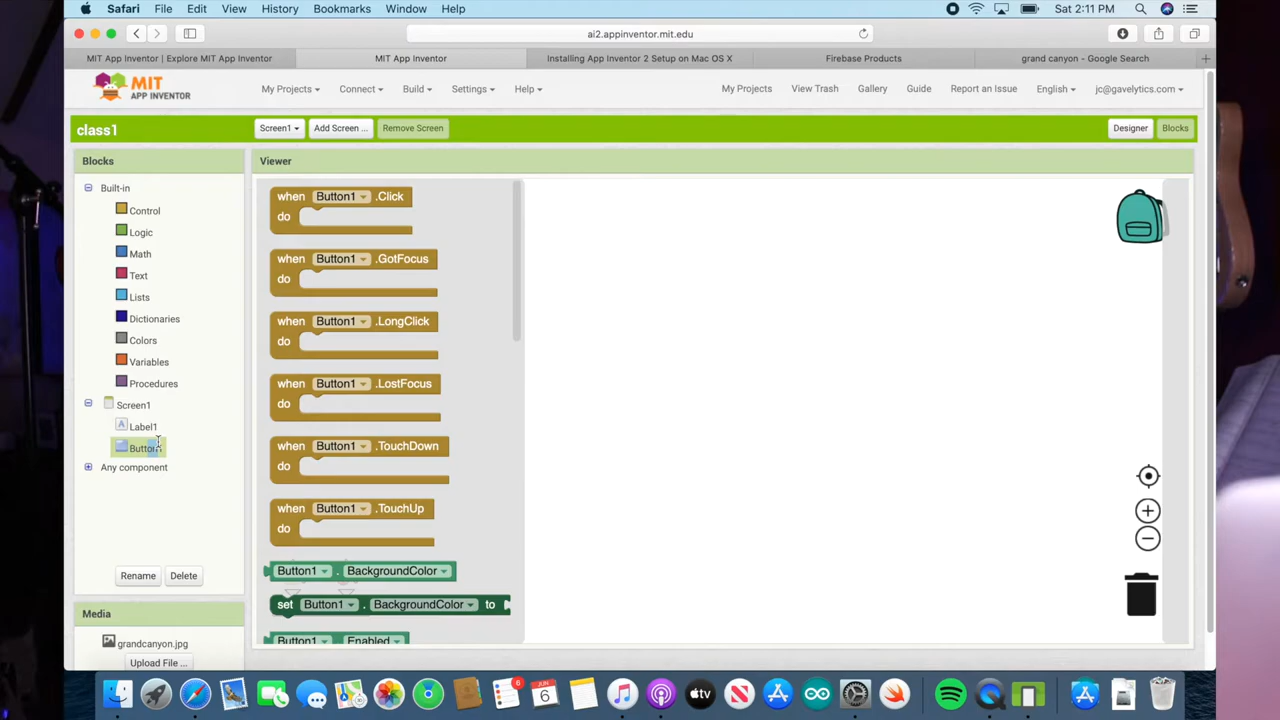 Safari File Edit View History Bookmarks Window Help Sat 2:11 PM
ai2.appinventor.mit.edu
MIT App Inventor | Explore MIT App Inventor MIT App Inventor Installing App Inventor 2 Setup on Mac OS X Firebase Products grand canyon - Google Search
MIT
APP INVENTOR
My Projects Connect Build Settings Help My Projects View Trash Gallery Guide Report an Issue English jc@gavelytics.com
class1 Screen1 Add Screen ... Remove Screen Designer Blocks
Blocks Viewer
Built-in
Control
Logic
Math
Text
Lists
Dictionaries
Colors
Variables
Procedures
Screen1
Label1
Button1
Any component
Rename Delete
Media
grandcanyon.jpg
Upload File ...
when Button1 .Click
do
when Button1 .GotFocus
do
when Button1 .LongClick
do
when Button1 .LostFocus
do
when Button1 .TouchDown
do
when Button1 .TouchUp
do
Button1 . BackgroundColor
set Button1 . BackgroundColor to
Button1 . Enabled
6
JUN
6
tv